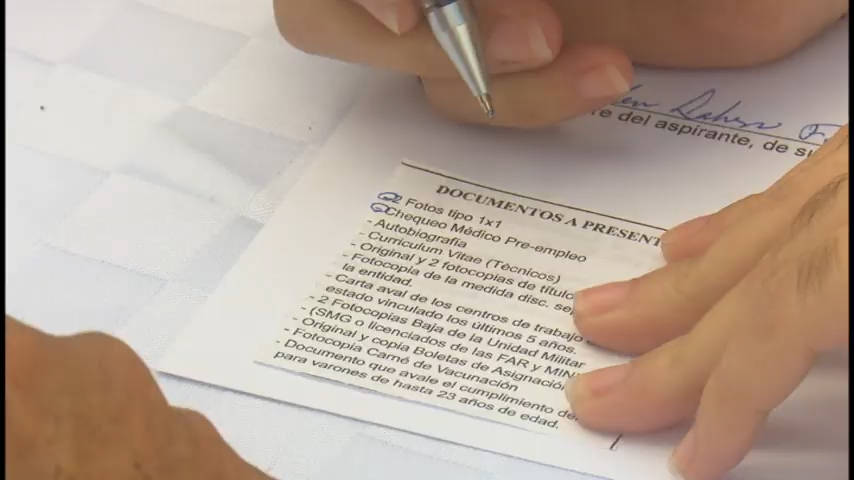 re del aspirante, de su
DOCUMENTOS A PRESENT
2 Fotos tipo 1x1
Chequeo Médico Pre-empleo
- Autobiografía
- Curriculum Vitae (Técnicos)
- Original y 2 fotocopias de título
- Fotocopia de la medida disc. se
la entidad.
- Carta aval de los centros de trabajo
estado vinculado los últimos 5 años.
- 2 Fotocopias Baja de la Unidad Militar
(SMG o licenciados de las FAR y MIN
- Original y copia Boletas de Asignació
- Fotocopia Carné de Vacunación
- Documento que avale el cumplimiento de
para varones de hasta 23 años de edad.